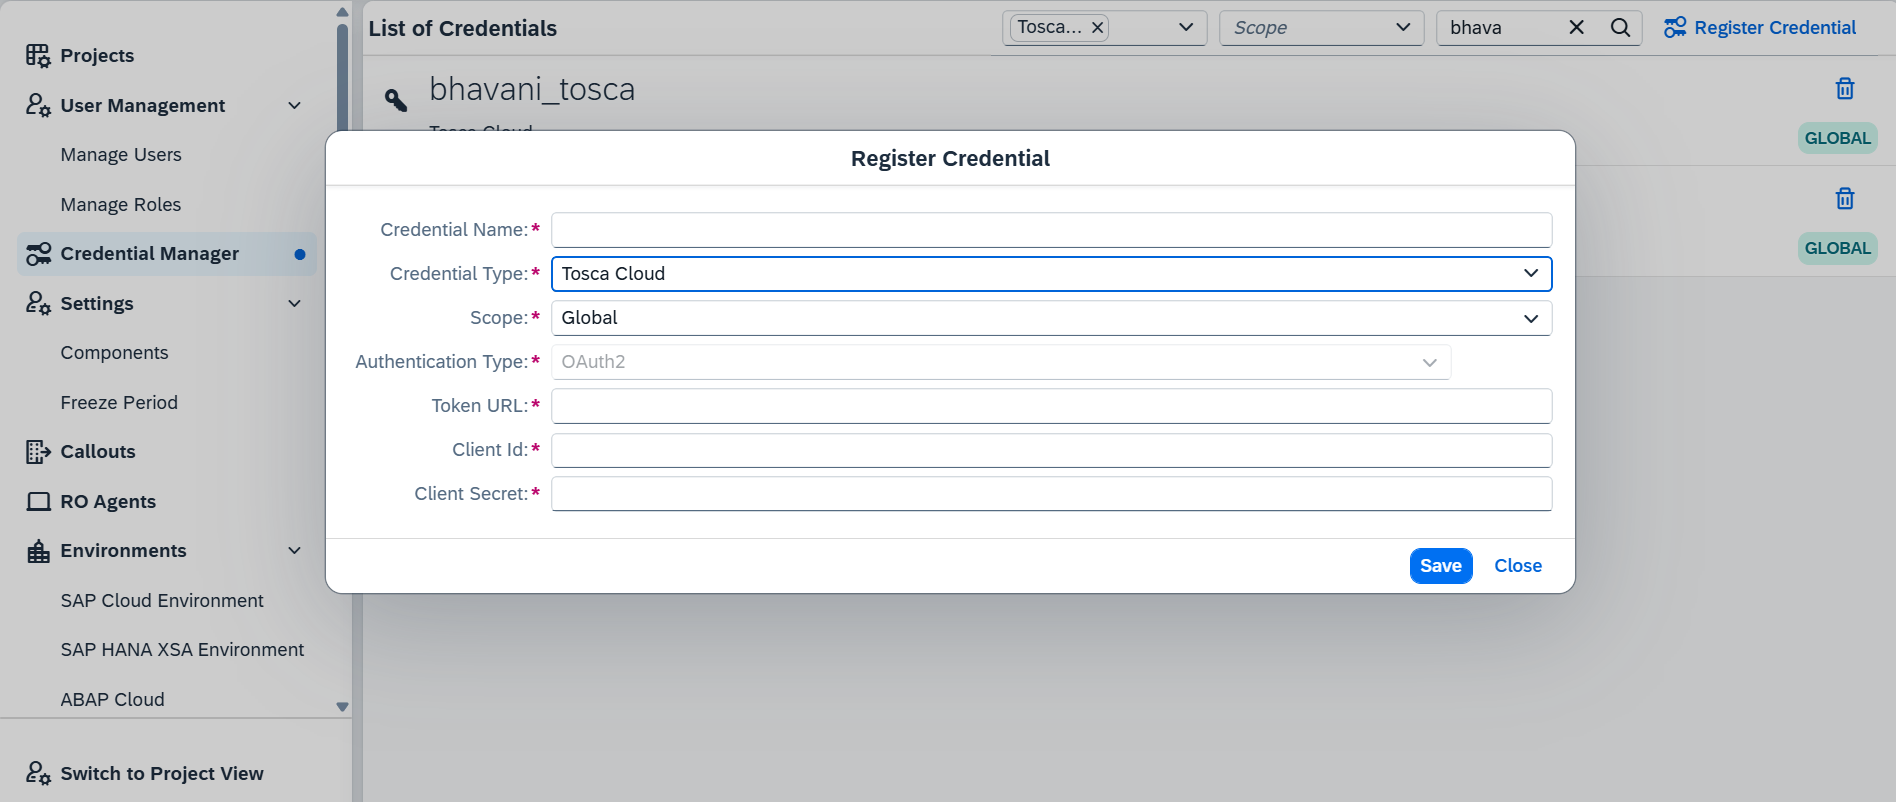 Projects
User Management
Manage Users
Manage Roles
Credential Manager
Settings
Components
Freeze Period
Callouts
RO Agents
Environments
SAP Cloud Environment
SAP HANA XSA Environment
ABAP Cloud
Switch to Project View
List of Credentials
Tosca...
Scope
bhava
Register Credential
bhavani_tosca
Tosca Cloud
GLOBAL
GLOBAL
Register Credential
Credential Name:*
Credential Type:* Tosca Cloud
Scope:* Global
Authentication Type:* OAuth2
Token URL:*
Client Id:*
Client Secret:*
Save Close